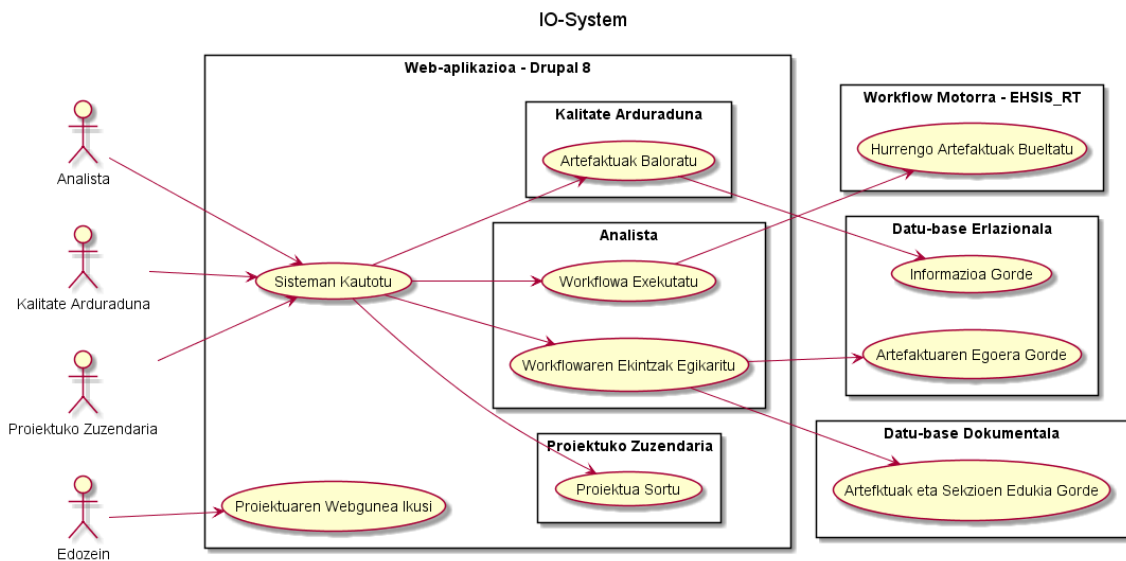 IO-System
Web-aplikazioa - Drupal 8
Analista
Kalitate Arduraduna
Proiektuko Zuzendaria
Edozein
Sisteman Kautotu
Proiektuaren Webgunea Ikusi
Kalitate Arduraduna
Artefaktuak Baloratu
Analista
Workflowa Exekutatu
Workflowaren Ekintzak Egikaritu
Proiektuko Zuzendaria
Proiektua Sortu
Workflow Motorra - EHSIS_RT
Hurrengo Artefaktuak Bueltatu
Datu-base Erlazionala
Informazioa Gorde
Artefaktuaren Egoera Gorde
Datu-base Dokumentala
Artefktuak eta Sekzioen Edukia Gorde